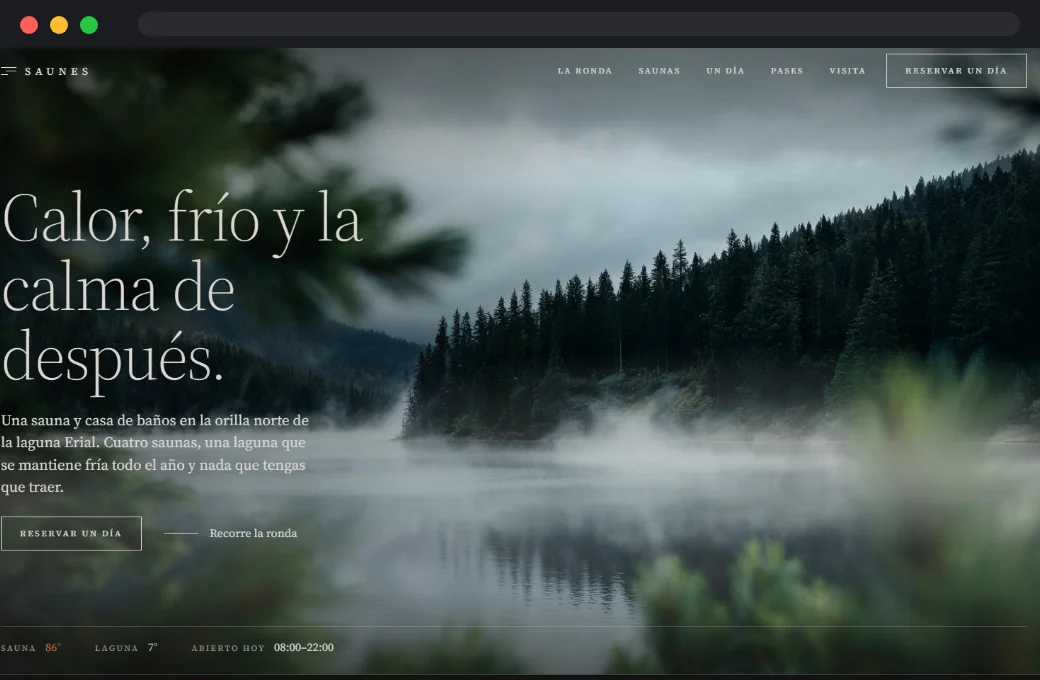 SAUNES
LA RONDA
SAUNAS
UN DÍA
PASES
VISITA
RESERVAR UN DÍA
Calor, frío y la
calma de
después.
Una sauna y casa de baños en la orilla norte de
la laguna Erial. Cuatro saunas, una laguna que
se mantiene fría todo el año y nada que tengas
que traer.
RESERVAR UN DÍA
Recorre la ronda
SAUNA 86°
LAGUNA 7°
ABIERTO HOY 08:00–22:00